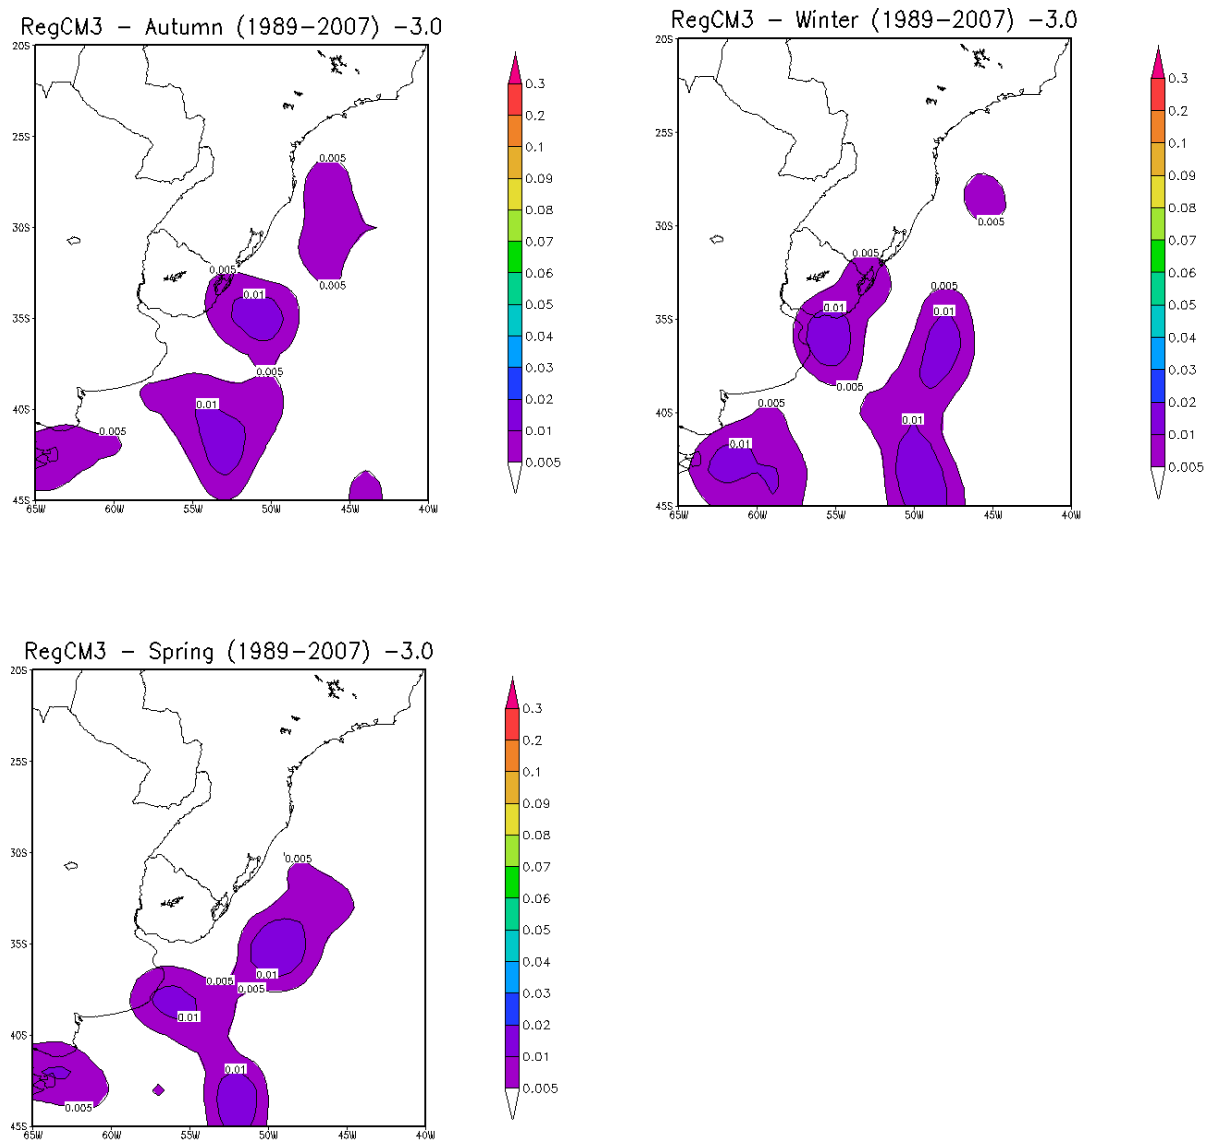 RegCM3 - Autumn (1989-2007) -3.0
20S
25S
30S
35S
40S
45S
65W
60W
55W
50W
45W
40W
0.005
0.005
0.005
0.01
0.005
0.01
0.005
0.3
0.2
0.1
0.09
0.08
0.07
0.06
0.05
0.04
0.03
0.02
0.01
0.005
RegCM3 - Winter (1989-2007) -3.0
20S
25S
30S
35S
40S
45S
65W
60W
55W
50W
45W
40W
0.005
0.005
0.005
0.01
0.01
0.005
0.005
0.01
0.01
0.3
0.2
0.1
0.09
0.08
0.07
0.06
0.05
0.04
0.03
0.02
0.01
0.005
RegCM3 - Spring (1989-2007) -3.0
20S
25S
30S
35S
40S
45S
65W
60W
55W
50W
45W
40W
0.005
0.01
0.005
0.005
0.01
0.01
0.005
0.3
0.2
0.1
0.09
0.08
0.07
0.06
0.05
0.04
0.03
0.02
0.01
0.005